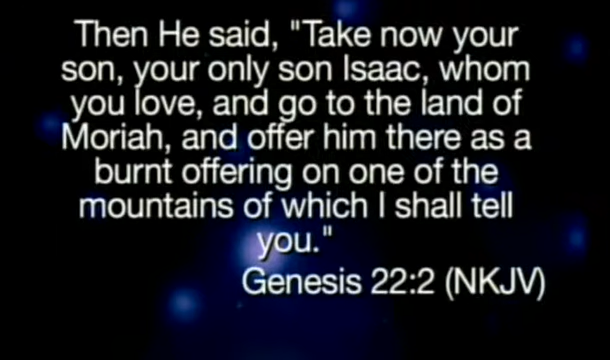 Then He said, "Take now your
son, your only son Isaac, whom
you love, and go to the land of
Moriah, and offer him there as a
burnt offering on one of the
mountains of which I shall tell
you."
Genesis 22:2 (NKJV)